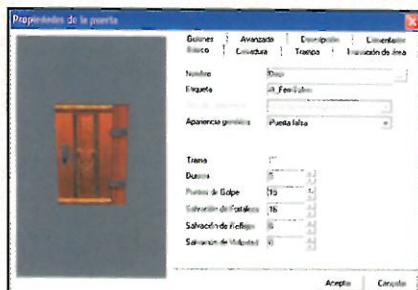 Propiedades de la puerta
Guiones Avanzado Descripción Comentarios
Básico Cerradura Trampa Transición de área
Nombre Door
Etiqueta
Apariencia genérica Puerta falsa
Trama
Dureza 5
Puntos de Golpe 15
Salvación de Fortaleza 16
Salvación de Reflejos
Salvación de Voluntad
Aceptar Cancelar